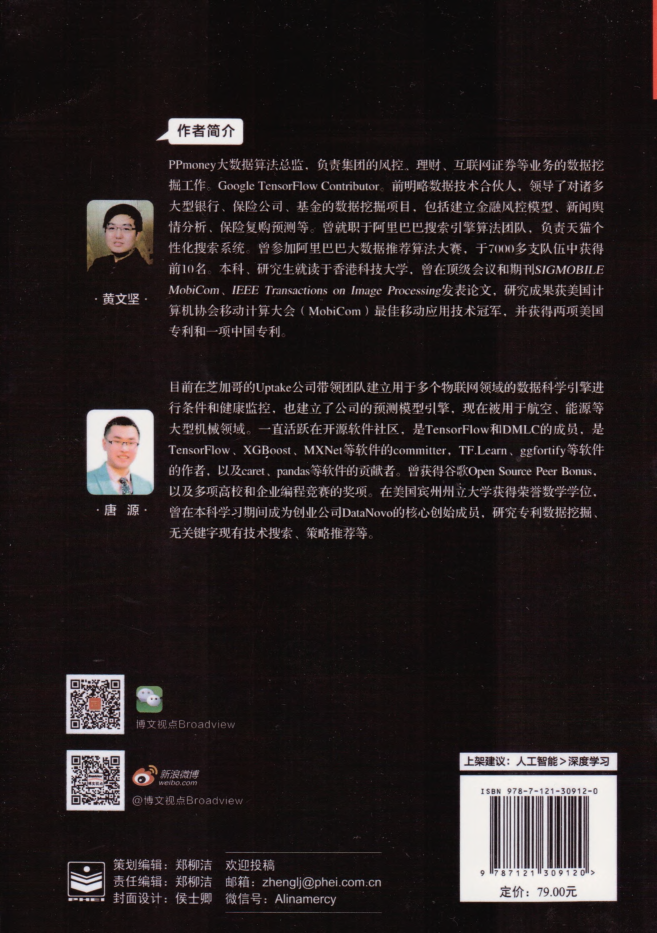 作者简介
PPmoney大数据算法总监，负责集团的风控、理财、互联网证券等业务的数据挖
掘工作。Google TensorFlow Contributor。前明略数据技术合伙人，领导了对诸多
大型银行、保险公司、基金的数据挖掘项目，包括建立金融风控模型、新闻舆
情分析、保险复购预测等。曾就职于阿里巴巴搜索引擎算法团队，负责天猫个
性化搜索系统。曾参加阿里巴巴大数据推荐算法大赛，于7000多支队伍中获得
前10名。本科、研究生就读于香港科技大学，曾在顶级会议和期刊SIGMOBILE
MobiCom、IEEE Transactions on Image Processing发表论文，研究成果获美国计
算机协会移动计算大会（MobiCom）最佳移动应用技术冠军，并获得两项美国
专利和一项中国专利。
·黄文坚·
目前在芝加哥的Uptake公司带领团队建立用于多个物联网领域的数据科学引擎进
行条件和健康监控，也建立了公司的预测模型引擎，现在被用于航空、能源等
大型机械领域。一直活跃在开源软件社区，是TensorFlow和DMLC的成员，是
TensorFlow、XGBoost、MXNet等软件的committer，TF.Learn、ggfortify等软件
的作者，以及caret、pandas等软件的贡献者。曾获得谷歌Open Source Peer Bonus，
以及多项高校和企业编程竞赛的奖项。在美国宾州州立大学获得荣誉数学学位，
曾在本科学习期间成为创业公司DataNovo的核心创始成员，研究专利数据挖掘、
无关键字现有技术搜索、策略推荐等。
·唐 源·
博文视点Broadview
新浪微博
weibo.com
@博文视点Broadview
上架建议：人工智能>深度学习
ISBN 978-7-121-30912-0
9 787121 309120 >
定价：79.00元
策划编辑：郑柳洁 欢迎投稿
责任编辑：郑柳洁 邮箱：zhenglj@phei.com.cn
封面设计：侯士卿 微信号：Alinamercy